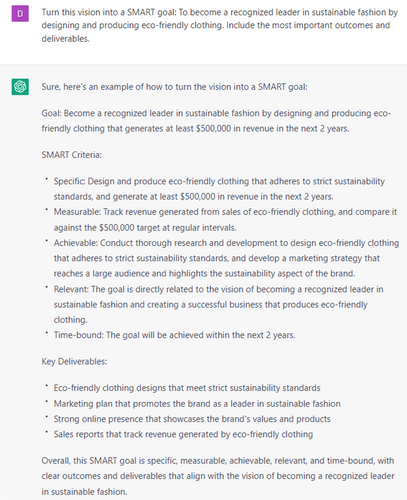 D
Turn this vision into a SMART goal: To become a recognized leader in sustainable fashion by
designing and producing eco-friendly clothing. Include the most important outcomes and
deliverables.
Sure, here's an example of how to turn the vision into a SMART goal:
Goal: Become a recognized leader in sustainable fashion by designing and producing eco-
friendly clothing that generates at least $500,000 in revenue in the next 2 years.
SMART Criteria:
• Specific: Design and produce eco-friendly clothing that adheres to strict sustainability
standards, and generate at least $500,000 in revenue in the next 2 years.
• Measurable: Track revenue generated from sales of eco-friendly clothing, and compare it
against the $500,000 target at regular intervals.
• Achievable: Conduct thorough research and development to design eco-friendly clothing
that adheres to strict sustainability standards, and develop a marketing strategy that
reaches a large audience and highlights the sustainability aspect of the brand.
• Relevant: The goal is directly related to the vision of becoming a recognized leader in
sustainable fashion and creating a successful business that produces eco-friendly
clothing.
• Time-bound: The goal will be achieved within the next 2 years.
Key Deliverables:
• Eco-friendly clothing designs that meet strict sustainability standards
• Marketing plan that promotes the brand as a leader in sustainable fashion
• Strong online presence that showcases the brand's values and products
• Sales reports that track revenue generated by eco-friendly clothing
Overall, this SMART goal is specific, measurable, achievable, relevant, and time-bound, with
clear outcomes and deliverables that align with the vision of becoming a recognized leader
in sustainable fashion.